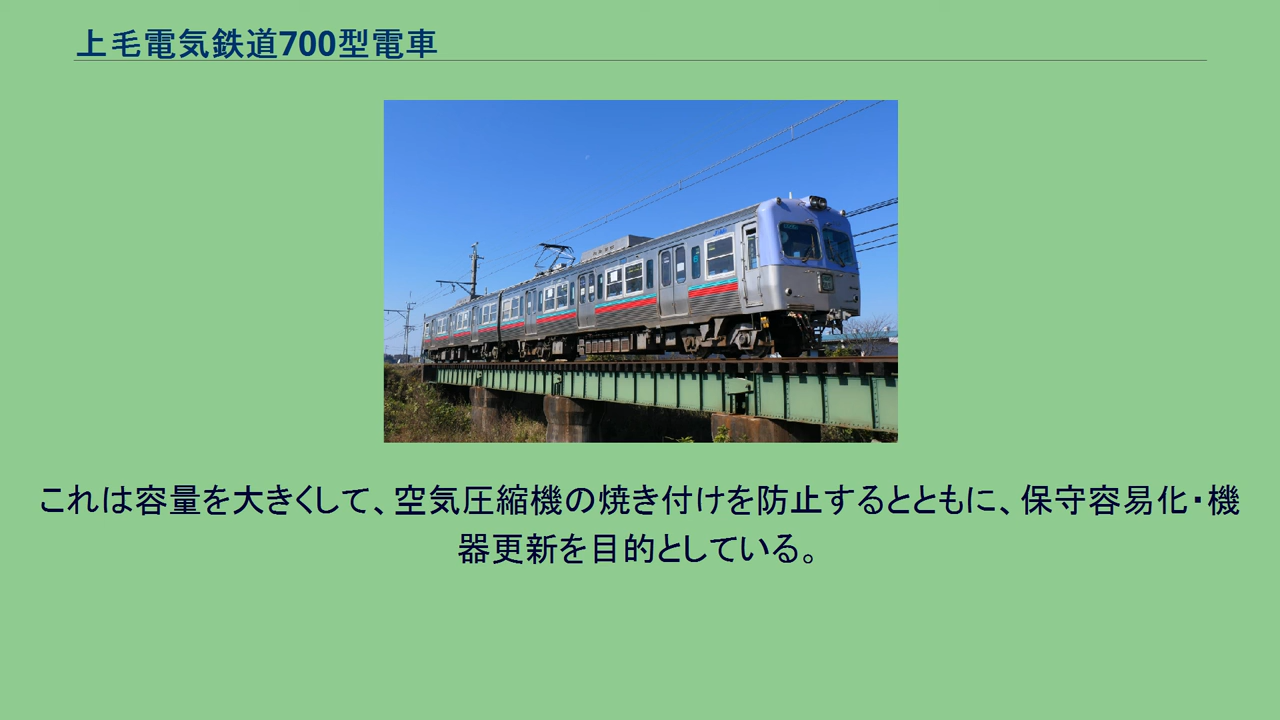 上毛電気鉄道700型電車
これは容量を大きくして、空気圧縮機の焼き付けを防止するとともに、保守容易化・機
器更新を目的としている。